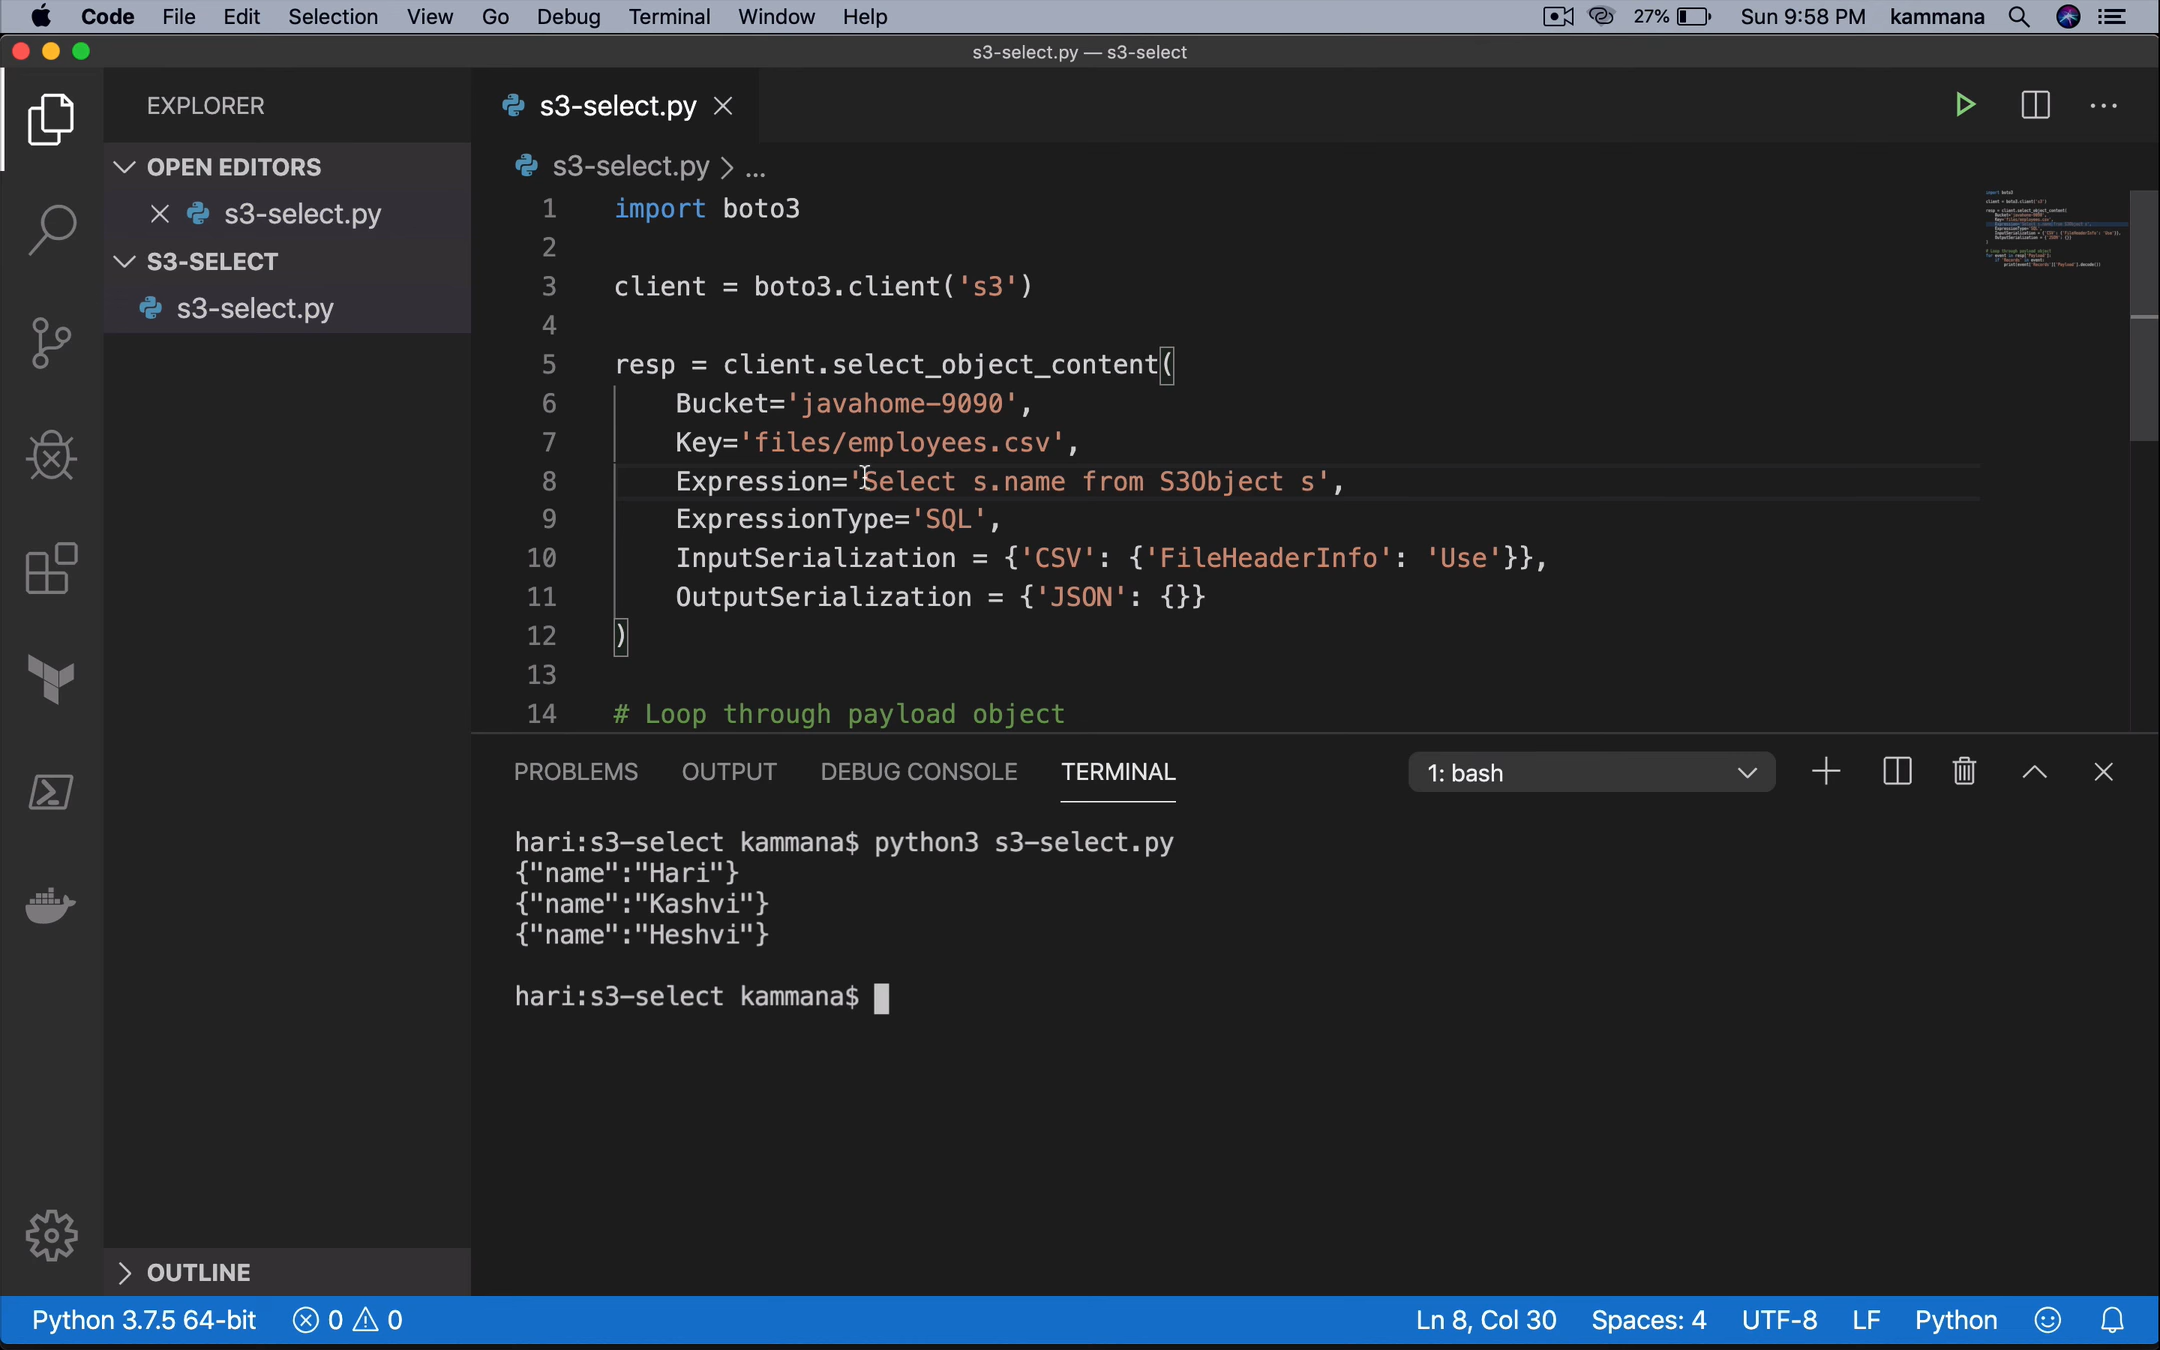 Code File Edit Selection View Go Debug Terminal Window Help 27% Sun 9:58 PM kammana
s3-select.py — s3-select
EXPLORER
OPEN EDITORS
s3-select.py
S3-SELECT
s3-select.py
OUTLINE
s3-select.py
s3-select.py > ...
1 import boto3
2
3 client = boto3.client('s3')
4
5 resp = client.select_object_content(
6     Bucket='javahome-9090',
7     Key='files/employees.csv',
8     Expression='Select s.name from S3Object s',
9     ExpressionType='SQL',
10     InputSerialization = {'CSV': {'FileHeaderInfo': 'Use'}},
11     OutputSerialization = {'JSON': {}}
12 )
13
14 # Loop through payload object
PROBLEMS OUTPUT DEBUG CONSOLE TERMINAL 1: bash
hari:s3-select kammana$ python3 s3-select.py
{"name":"Hari"}
{"name":"Kashvi"}
{"name":"Heshvi"}
hari:s3-select kammana$
Python 3.7.5 64-bit 0 0 Ln 8, Col 30 Spaces: 4 UTF-8 LF Python